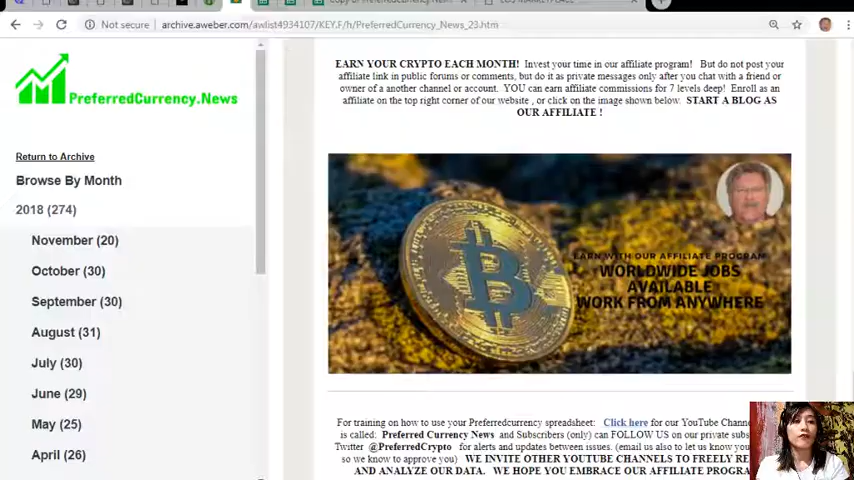 Not secure | archive.aweber.com/awlist4934107/KEY.F/h/PreferredCurrency_News_23.htm
PreferredCurrency.News
Return to Archive
Browse By Month
2018 (274)
November (20)
October (30)
September (30)
August (31)
July (30)
June (29)
May (25)
April (26)
EARN YOUR CRYPTO EACH MONTH! Invest your time in our affiliate program! But do not post your
affiliate link in public forums or comments, but do it as private messages only after you chat with a friend or
owner of a another channel or account. YOU can earn affiliate commissions for 7 levels deep! Enroll as an
affiliate on the top right corner of our website , or click on the image shown below. START A BLOG AS
OUR AFFILIATE !
EARN WITH OUR AFFILIATE PROGRAM
WORLDWIDE JOBS
AVAILABLE
WORK FROM ANYWHERE
For training on how to use your Preferredcurrency spreadsheet: Click here for our YouTube Channe
is called: Preferred Currency News and Subscribers (only) can FOLLOW US on our private subs
Twitter @PreferredCrypto for alerts and updates between issues. (email us also to let us know you
so we know to approve you) WE INVITE OTHER YOUTUBE CHANNELS TO FREELY RE
AND ANALYZE OUR DATA. WE HOPE YOU EMBRACE OUR AFFILIATE PROGRA